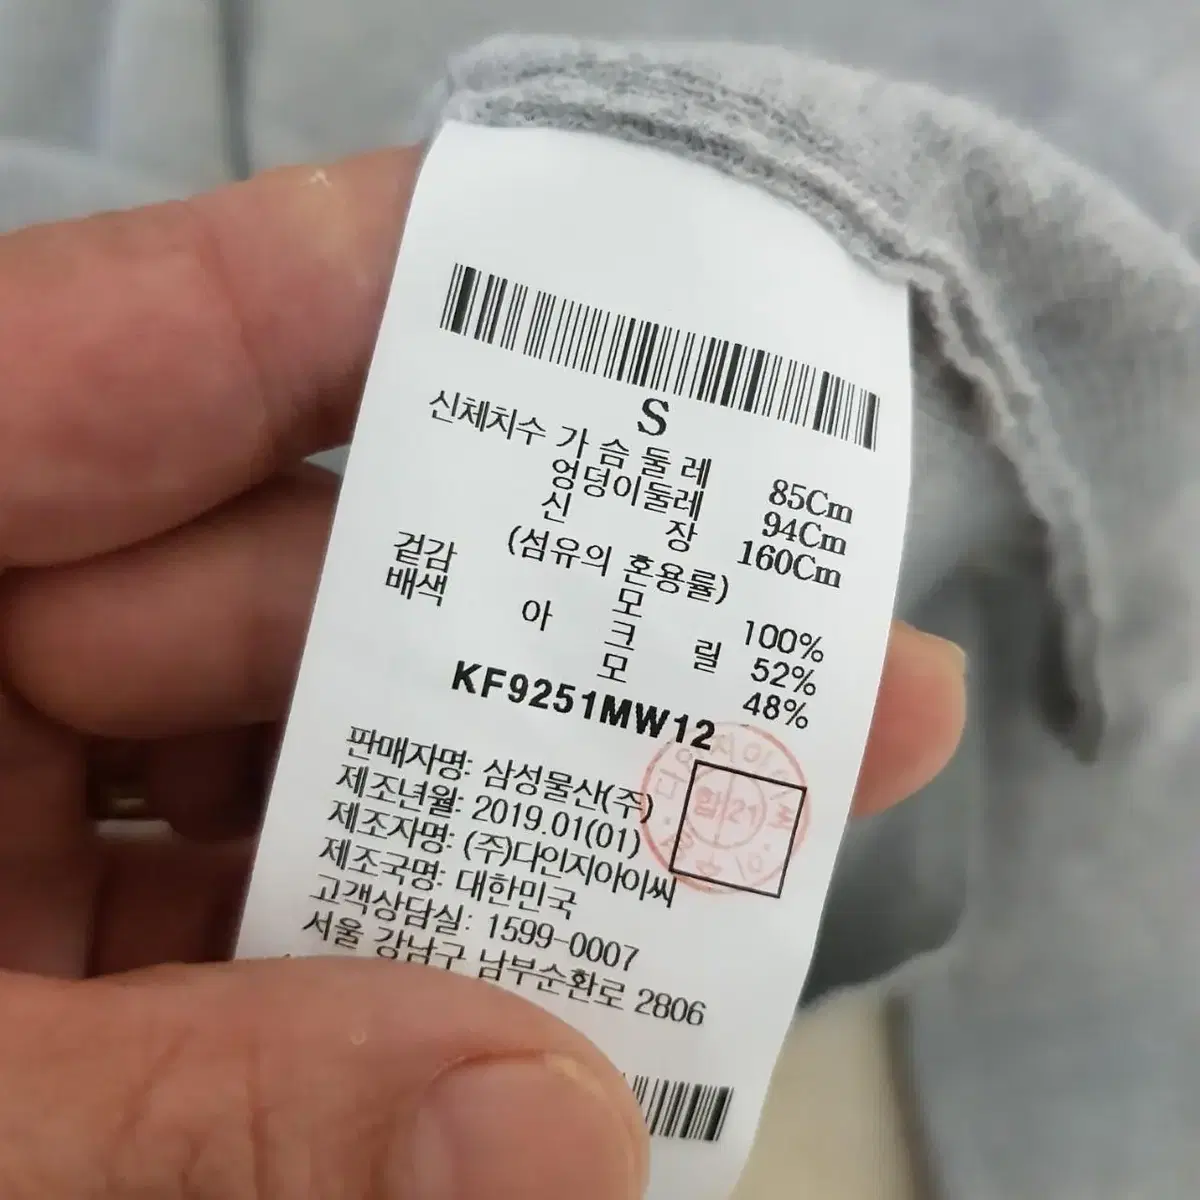 S
신체치수 가슴둘레 85Cm
엉덩이둘레 94Cm
신 장 160Cm
(섬유의 혼용률)
겉감 모 100%
배색 아크릴 52%
모 48%
KF9251MW12
판매자명: 삼성물산(주)
제조년월: 2019.01(01)
제조자명: (주)다인지아이씨
제조국명: 대한민국
고객상담실: 1599-0007
서울 강남구 남부순환로 2806
합 21